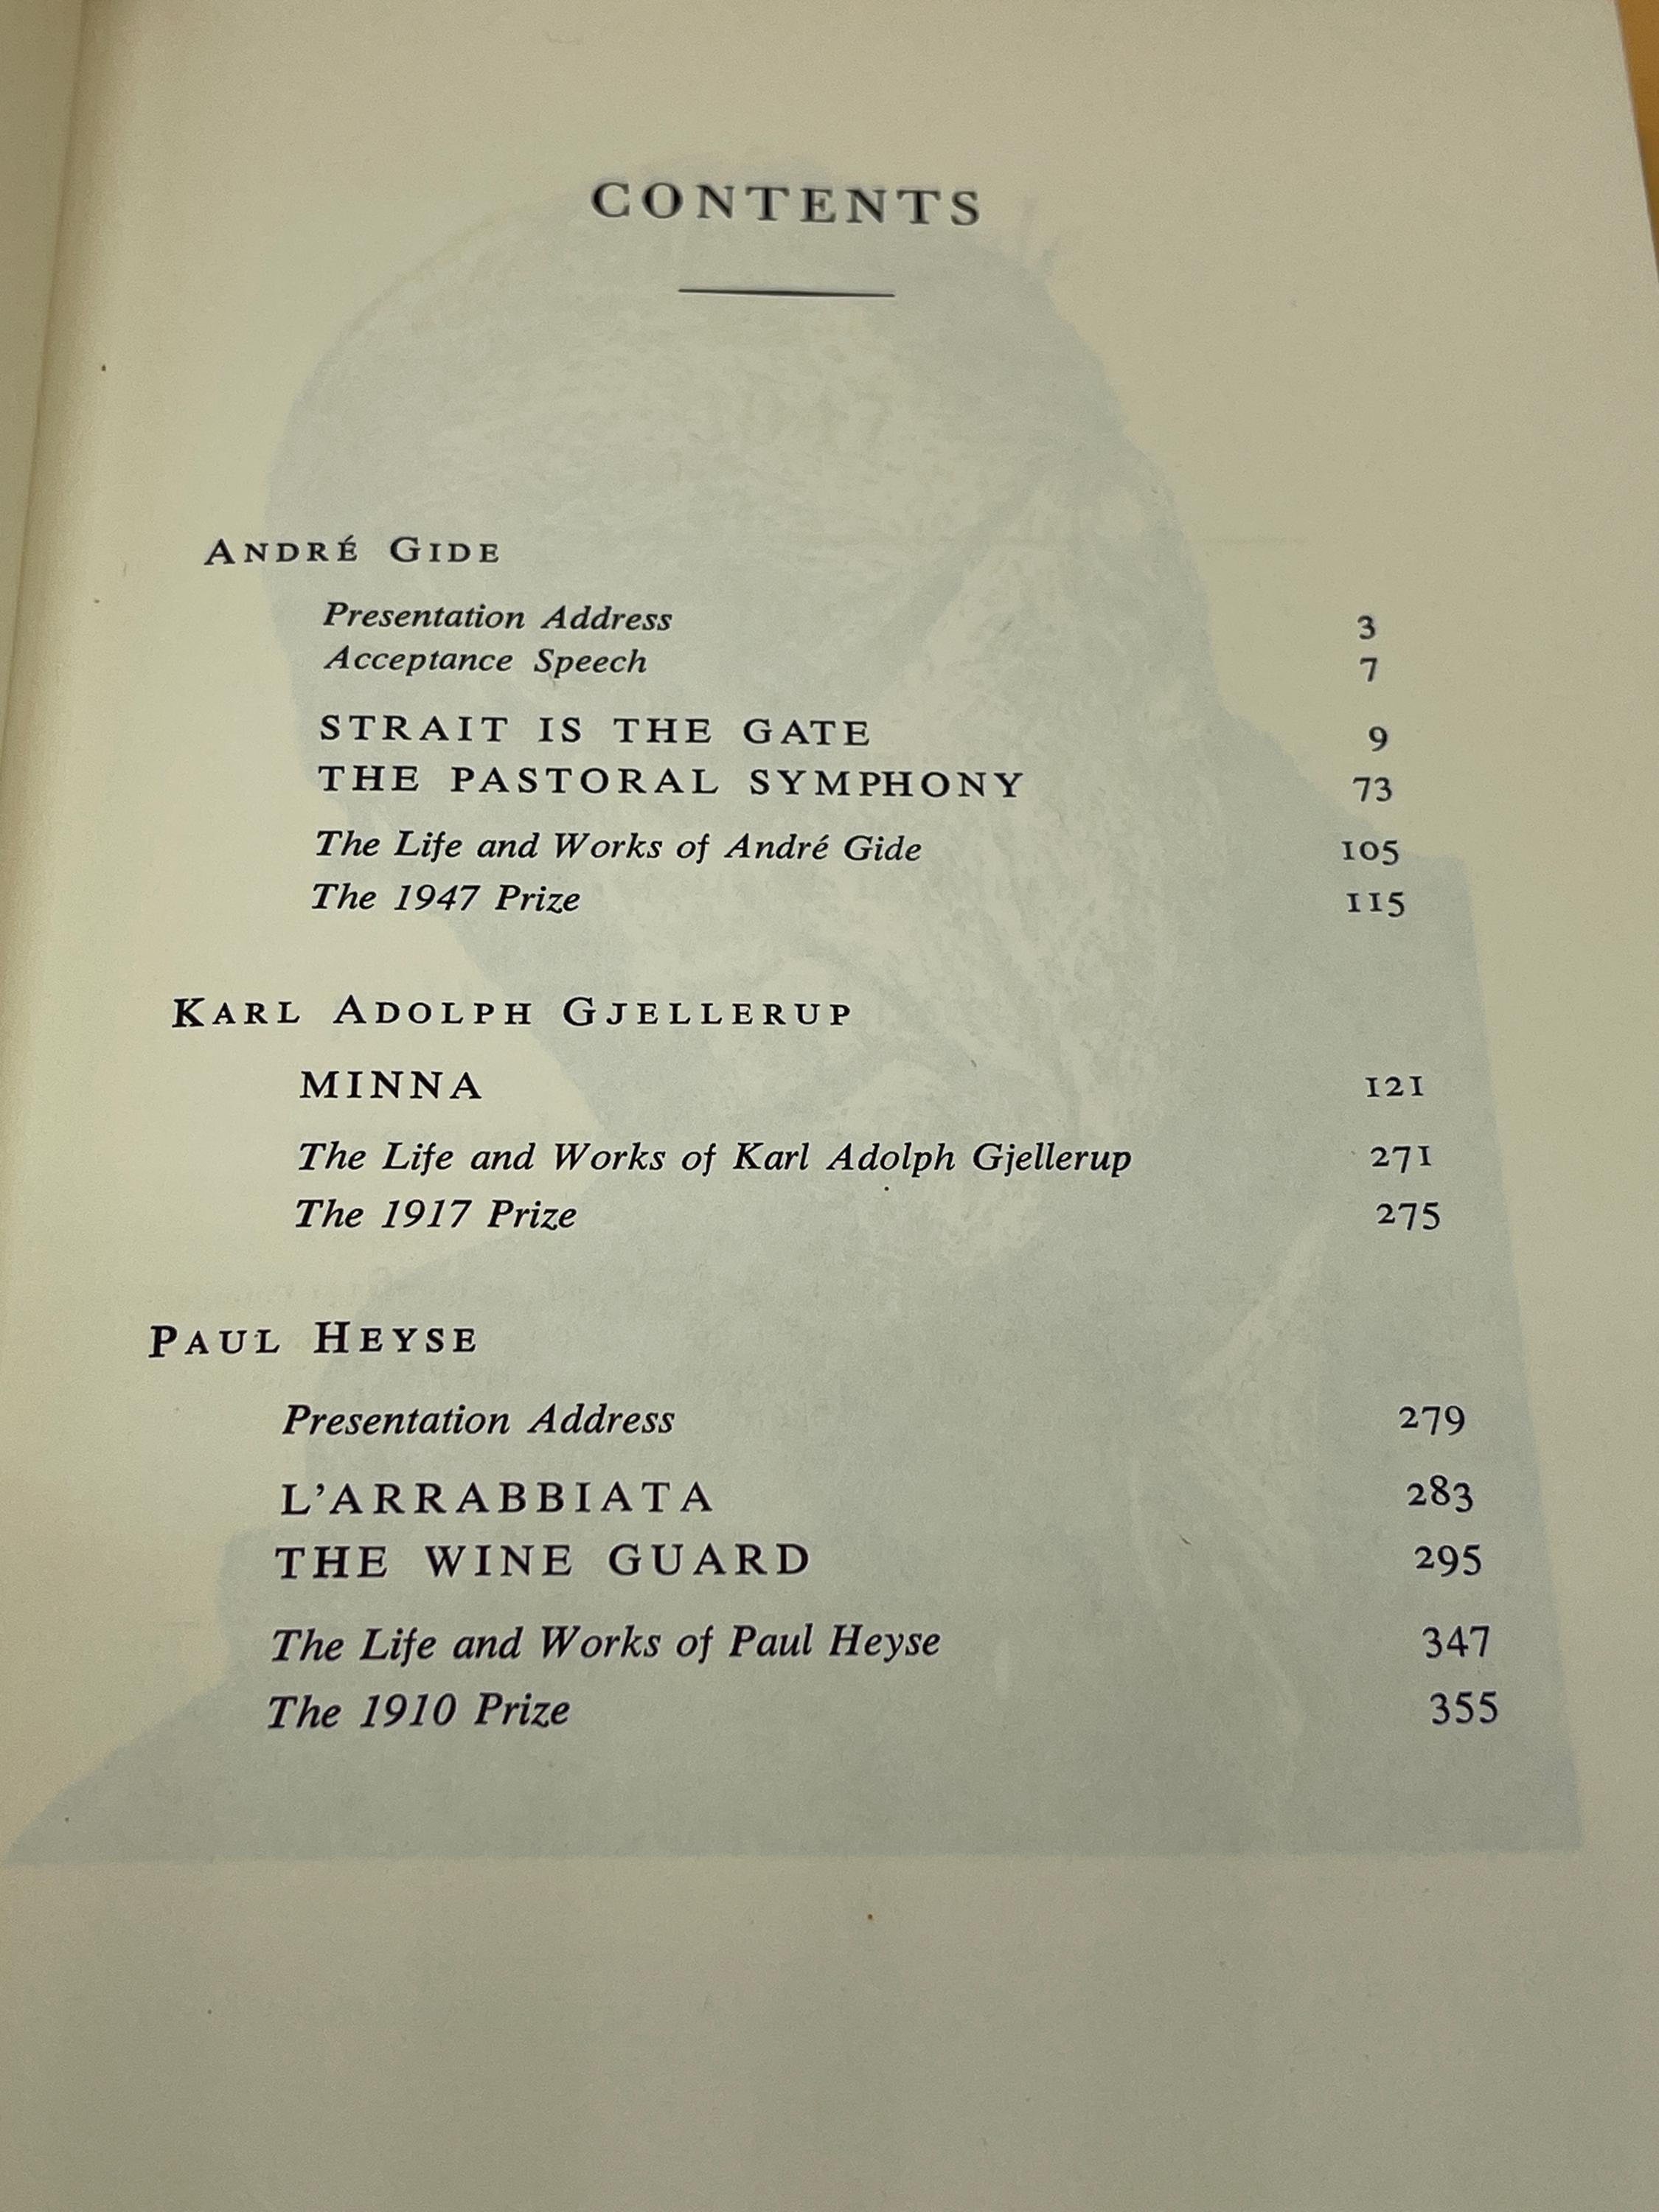 CONTENTS
ANDRÉ GIDE
Presentation Address 3
Acceptance Speech 7
STRAIT IS THE GATE 9
THE PASTORAL SYMPHONY 73
The Life and Works of André Gide 105
The 1947 Prize 115
KARL ADOLPH GJELLERUP
MINNA 121
The Life and Works of Karl Adolph Gjellerup 271
The 1917 Prize 275
PAUL HEYSE
Presentation Address 279
L’ARRABBIATA 283
THE WINE GUARD 295
The Life and Works of Paul Heyse 347
The 1910 Prize 355